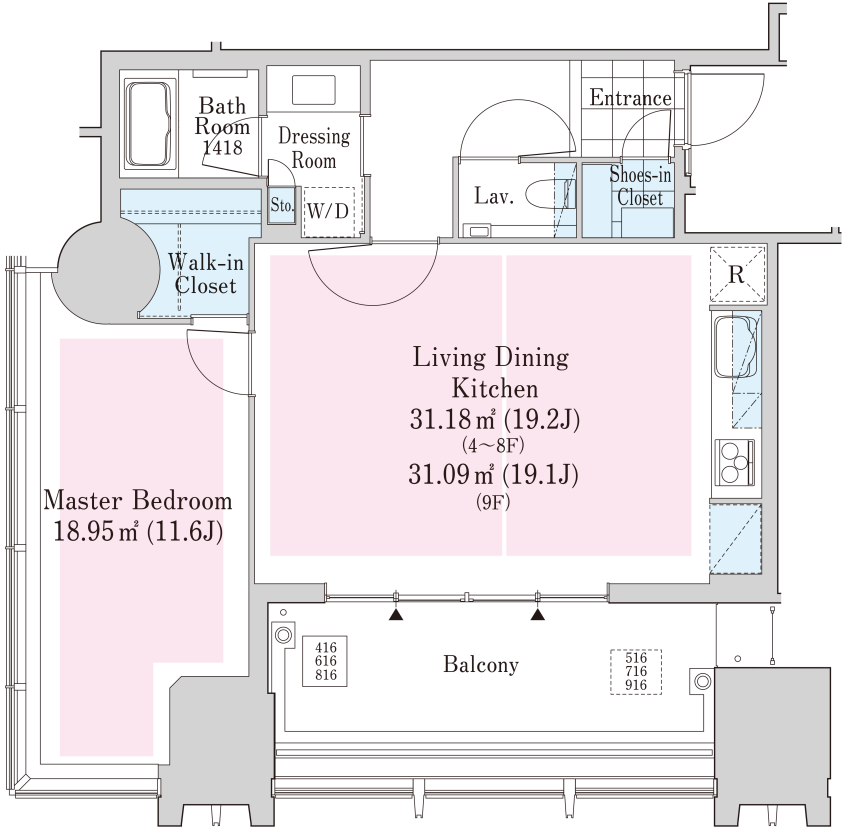 Bath
Room
1418
Dressing
Room
Entrance
Sto.
W/D
Lav.
Shoes-in
Closet
Walk-in
Closet
R
Living Dining
Kitchen
31.18㎡(19.2J)
(4〜8F)
31.09㎡(19.1J)
(9F)
Master Bedroom
18.95㎡(11.6J)
416
616
816
Balcony
516
716
916